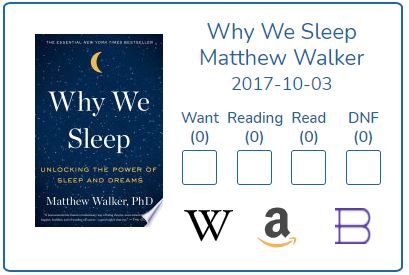 THE ESSENTIAL NEW YORK TIMES BESTSELLER
Why We
Sleep
UNLOCKING THE POWER OF
SLEEP AND DREAMS
Matthew Walker, PhD
Why We Sleep
Matthew Walker
2017-10-03
Want Reading Read DNF
(0) (0) (0) (0)
W a B